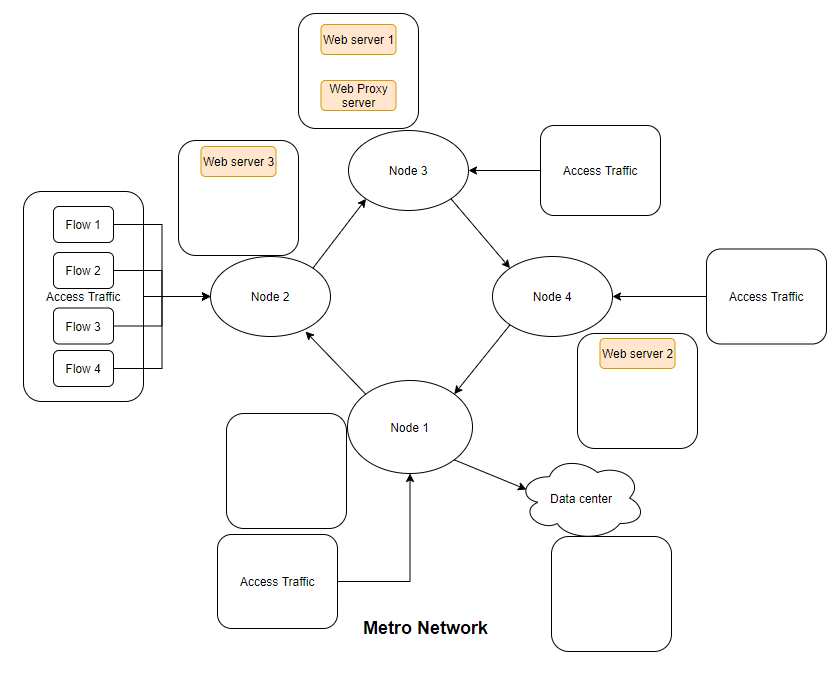 Web server 1
Web Proxy
server
Web server 3
Node 3
Access Traffic
Flow 1
Flow 2
Access Traffic
Flow 3
Flow 4
Node 2
Node 4
Access Traffic
Web server 2
Node 1
Data center
Access Traffic
Metro Network